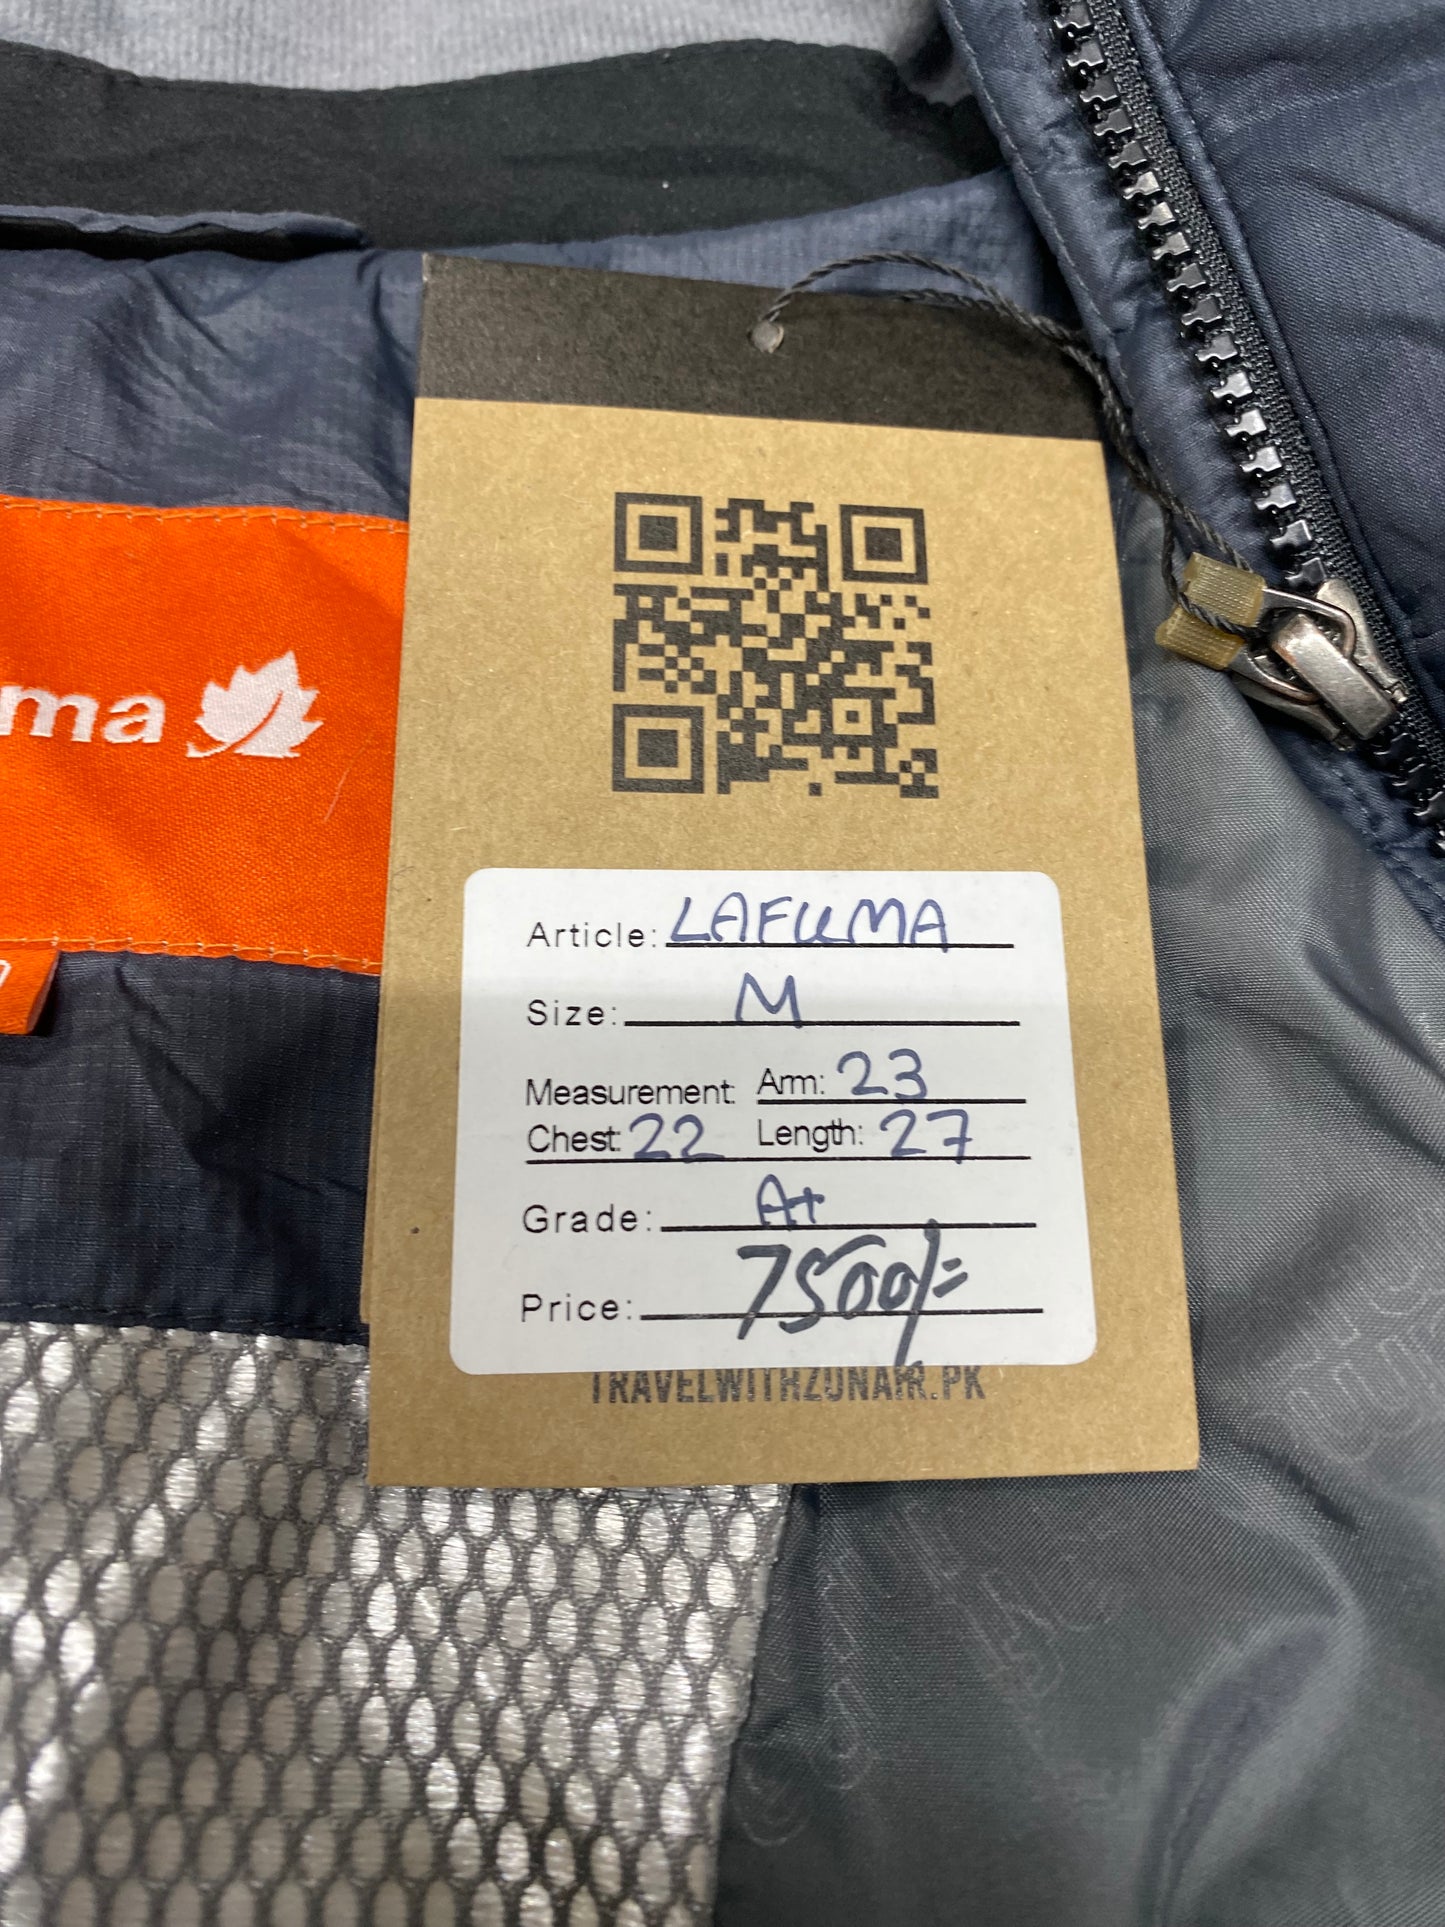 ma
Article: LAFUMA
Size: M
Measurement: Arm: 23
Chest: 22 Length: 27
Grade: A+
Price: 7500/=
TRAVELWITHZUNAIR.PK